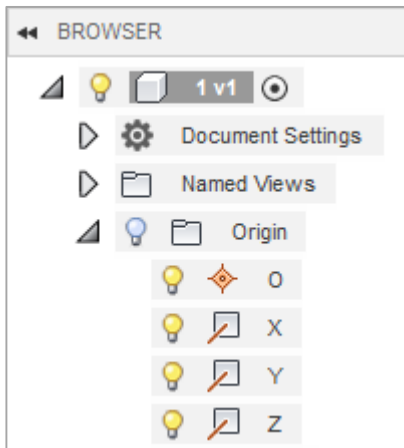 BROWSER
1 v1
Document Settings
Named Views
Origin
O
X
Y
Z